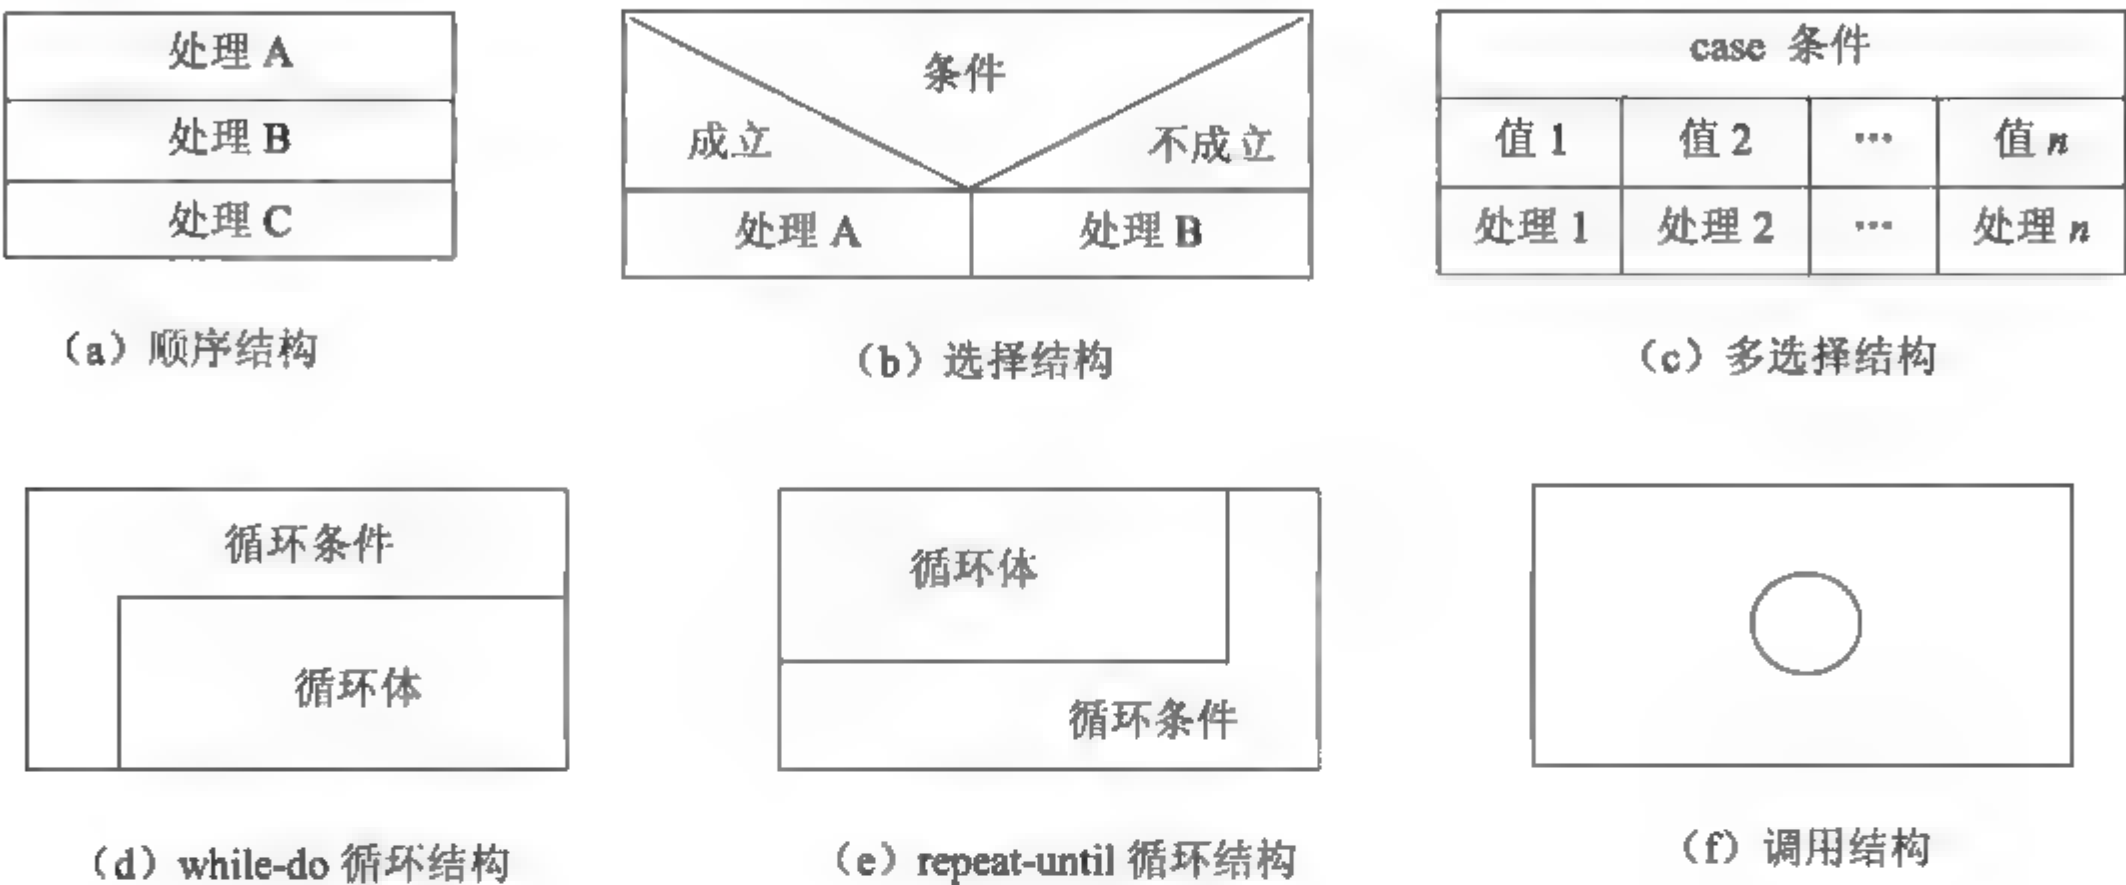 处理 A
处理 B
处理 C
(a) 顺序结构
条件
成立
不成立
处理 A
处理 B
(b) 选择结构
case 条件
值 1
值 2
…
值 n
处理 1
处理 2
…
处理 n
(c) 多选择结构
循环条件
循环体
(d) while-do 循环结构
循环体
循环条件
(e) repeat-until 循环结构
(f) 调用结构